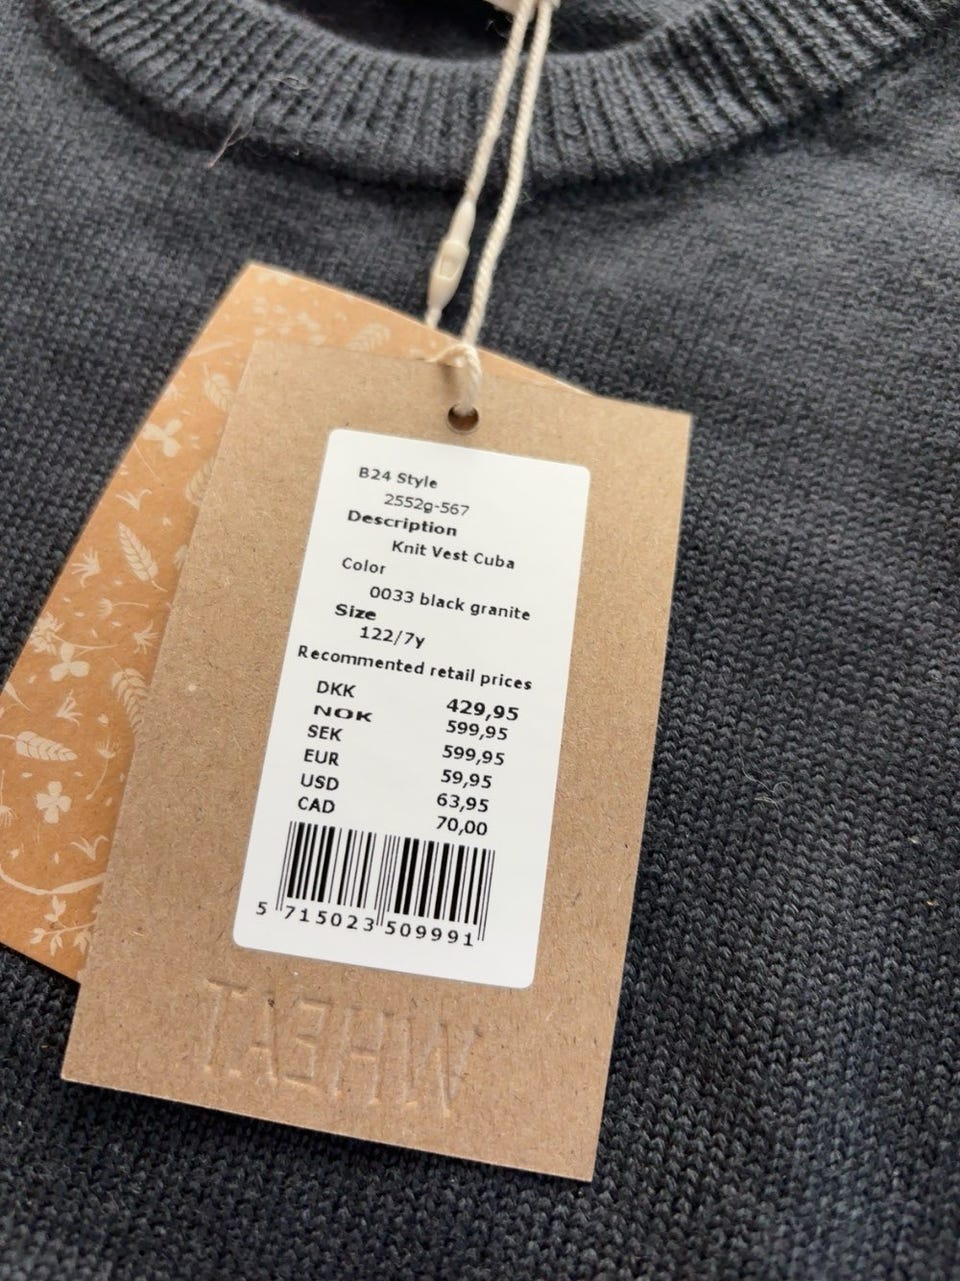 B24 Style
2552g-567
Description
Knit Vest Cuba
Color
0033 black granite
Size
122/7y
Recommented retail prices
DKK 429,95
NOK 599,95
SEK 599,95
EUR 59,95
USD 63,95
CAD 70,00
5 715023 509991
WHEAT